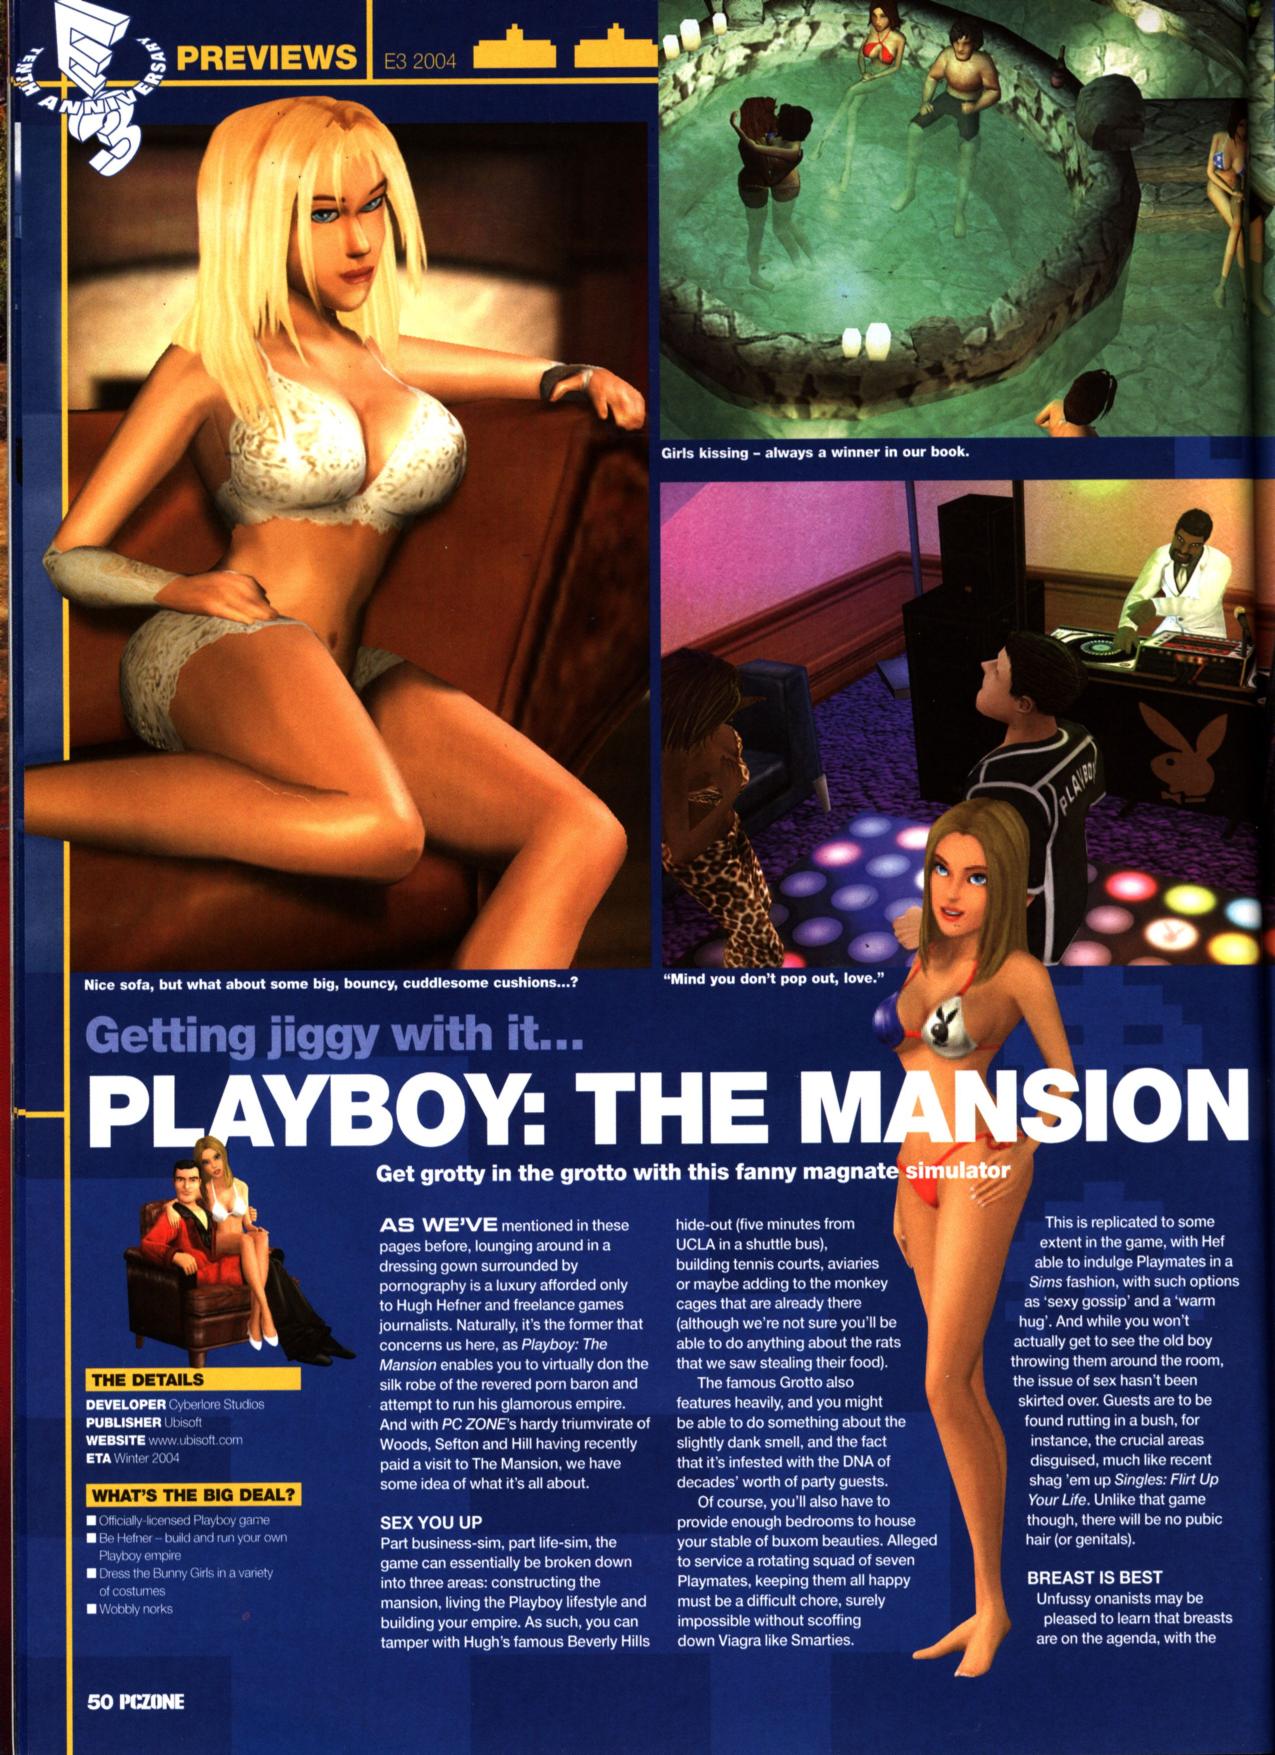 TENTH ANNIVERSARY
E3
PREVIEWS
E3 2004
Girls kissing – always a winner in our book.
PLAYBOY
Nice sofa, but what about some big, bouncy, cuddlesome cushions...?
“Mind you don't pop out, love.”
Getting jiggy with it...
PLAYBOY: THE MANSION
Get grotty in the grotto with this fanny magnate simulator
THE DETAILS
DEVELOPER Cyberlore Studios
PUBLISHER Ubisoft
WEBSITE www.ubisoft.com
ETA Winter 2004
WHAT'S THE BIG DEAL?
■ Officially-licensed Playboy game
■ Be Hefner – build and run your own
Playboy empire
■ Dress the Bunny Girls in a variety
of costumes
■ Wobbly norks
AS WE'VE mentioned in these
pages before, lounging around in a
dressing gown surrounded by
pornography is a luxury afforded only
to Hugh Hefner and freelance games
journalists. Naturally, it's the former that
concerns us here, as Playboy: The
Mansion enables you to virtually don the
silk robe of the revered porn baron and
attempt to run his glamorous empire.
And with PC ZONE's hardy triumvirate of
Woods, Sefton and Hill having recently
paid a visit to The Mansion, we have
some idea of what it's all about.
SEX YOU UP
Part business-sim, part life-sim, the
game can essentially be broken down
into three areas: constructing the
mansion, living the Playboy lifestyle and
building your empire. As such, you can
tamper with Hugh's famous Beverly Hills
hide-out (five minutes from
UCLA in a shuttle bus),
building tennis courts, aviaries
or maybe adding to the monkey
cages that are already there
(although we're not sure you'll be
able to do anything about the rats
that we saw stealing their food).
The famous Grotto also
features heavily, and you might
be able to do something about the
slightly dank smell, and the fact
that it's infested with the DNA of
decades' worth of party guests.
Of course, you'll also have to
provide enough bedrooms to house
your stable of buxom beauties. Alleged
to service a rotating squad of seven
Playmates, keeping them all happy
must be a difficult chore, surely
impossible without scoffing
down Viagra like Smarties.
This is replicated to some
extent in the game, with Hef
able to indulge Playmates in a
Sims fashion, with such options
as 'sexy gossip' and a 'warm
hug'. And while you won't
actually get to see the old boy
throwing them around the room,
the issue of sex hasn't been
skirted over. Guests are to be
found rutting in a bush, for
instance, the crucial areas
disguised, much like recent
shag 'em up Singles: Flirt Up
Your Life. Unlike that game
though, there will be no pubic
hair (or genitals).
BREAST IS BEST
Unfussy onanists may be
pleased to learn that breasts
are on the agenda, with the
50 PCZONE